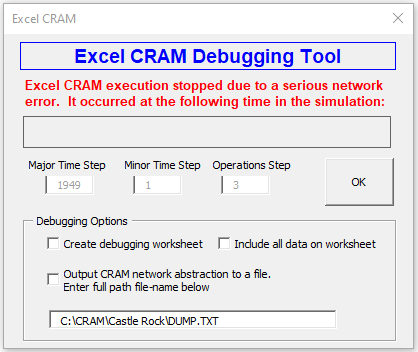 Excel CRAM
Excel CRAM Debugging Tool
Excel CRAM execution stopped due to a serious network
error. It occurred at the following time in the simulation:
Major Time Step Minor Time Step Operations Step
1949 1 3
OK
Debugging Options
Create debugging worksheet Include all data on worksheet
Output CRAM network abstraction to a file.
Enter full path file-name below
C:\CRAM\Castle Rock\DUMP.TXT